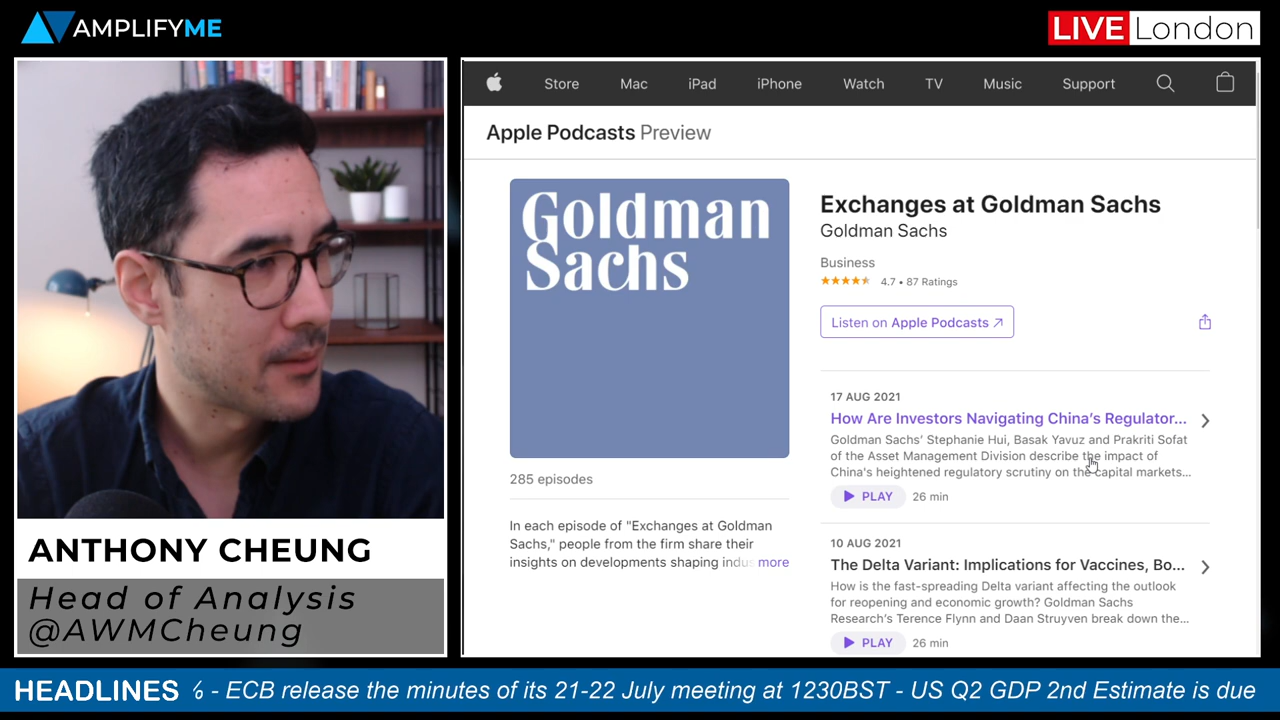 AMPLIFYME
LIVE London
Store Mac iPad iPhone Watch TV Music Support
Apple Podcasts Preview
Goldman
Sachs
285 episodes
In each episode of "Exchanges at Goldman
Sachs," people from the firm share their
insights on developments shaping indus more
Exchanges at Goldman Sachs
Goldman Sachs
Business
4.7 • 87 Ratings
Listen on Apple Podcasts ↗
17 AUG 2021
How Are Investors Navigating China's Regulator...
Goldman Sachs' Stephanie Hui, Basak Yavuz and Prakriti Sofat
of the Asset Management Division describe the impact of
China's heightened regulatory scrutiny on the capital markets...
PLAY 26 min
10 AUG 2021
The Delta Variant: Implications for Vaccines, Bo...
How is the fast-spreading Delta variant affecting the outlook
for reopening and economic growth? Goldman Sachs
Research's Terence Flynn and Daan Struyven break down the...
PLAY 26 min
ANTHONY CHEUNG
Head of Analysis
@AWMCheung
HEADLINES % - ECB release the minutes of its 21-22 July meeting at 1230BST - US Q2 GDP 2nd Estimate is due